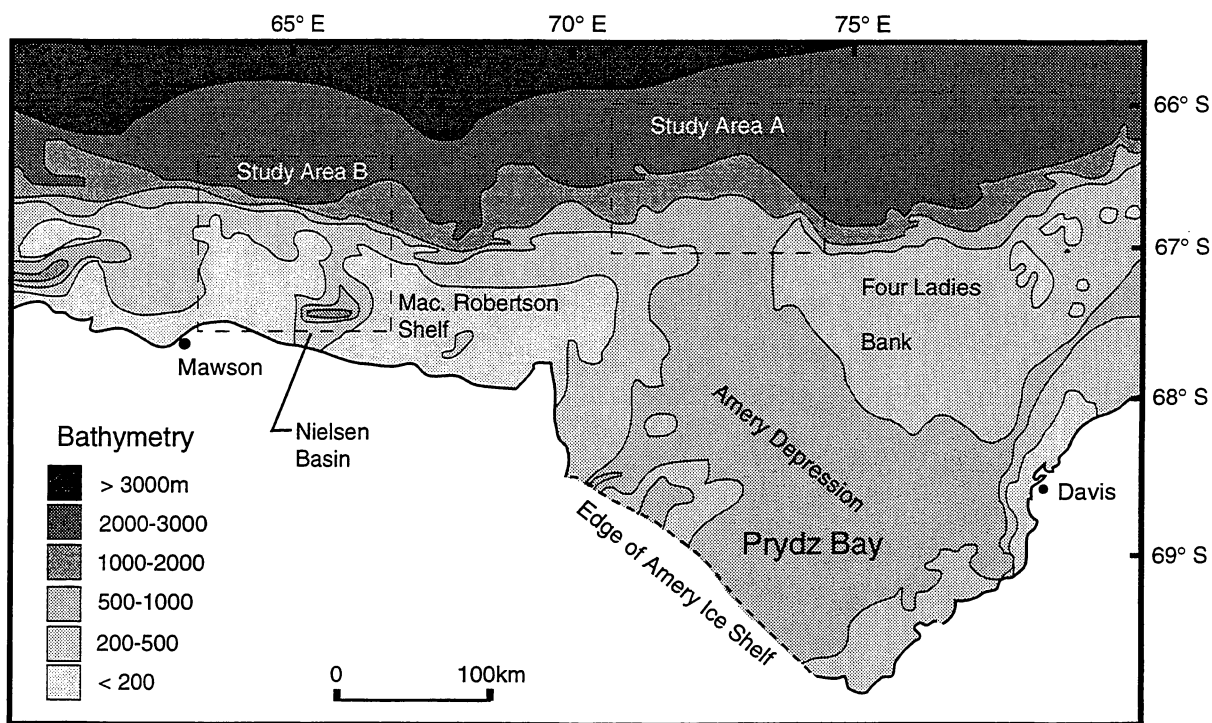 65° E
70° E
75° E
66° S
67° S
68° S
69° S
Study Area A
Study Area B
Mac. Robertson
Shelf
Four Ladies
Bank
Mawson
Nielsen
Basin
Amery Depression
Prydz Bay
Davis
Edge of Amery Ice Shelf
Bathymetry
> 3000m
2000-3000
1000-2000
500-1000
200-500
< 200
0
100km